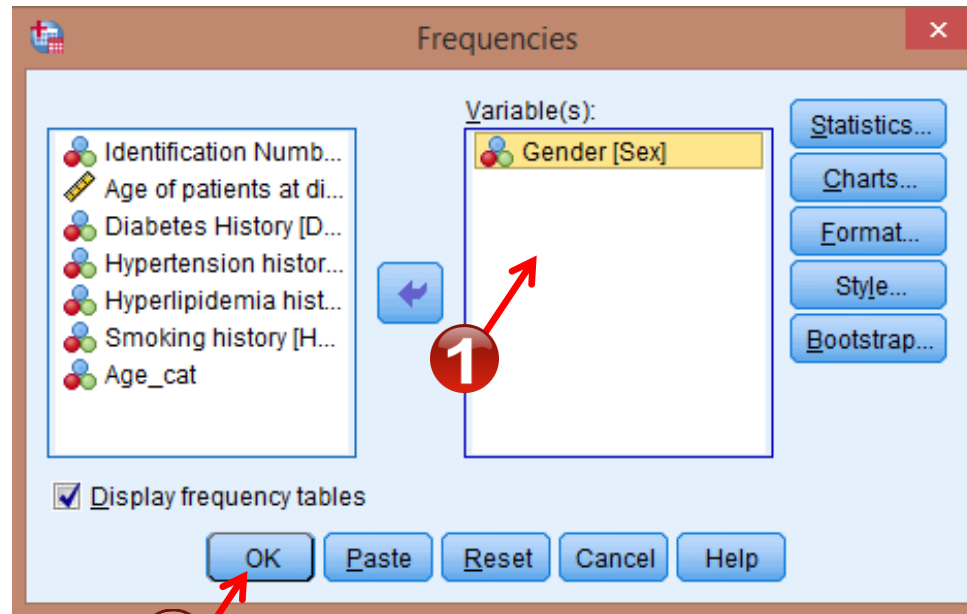 Frequencies
Variable(s):
Identification Numb...
Age of patients at di...
Diabetes History [D...
Hypertension histor...
Hyperlipidemia hist...
Smoking history [H...
Age_cat
Gender [Sex]
1
Statistics...
Charts...
Format...
Style...
Bootstrap...
Display frequency tables
OK Paste Reset Cancel Help